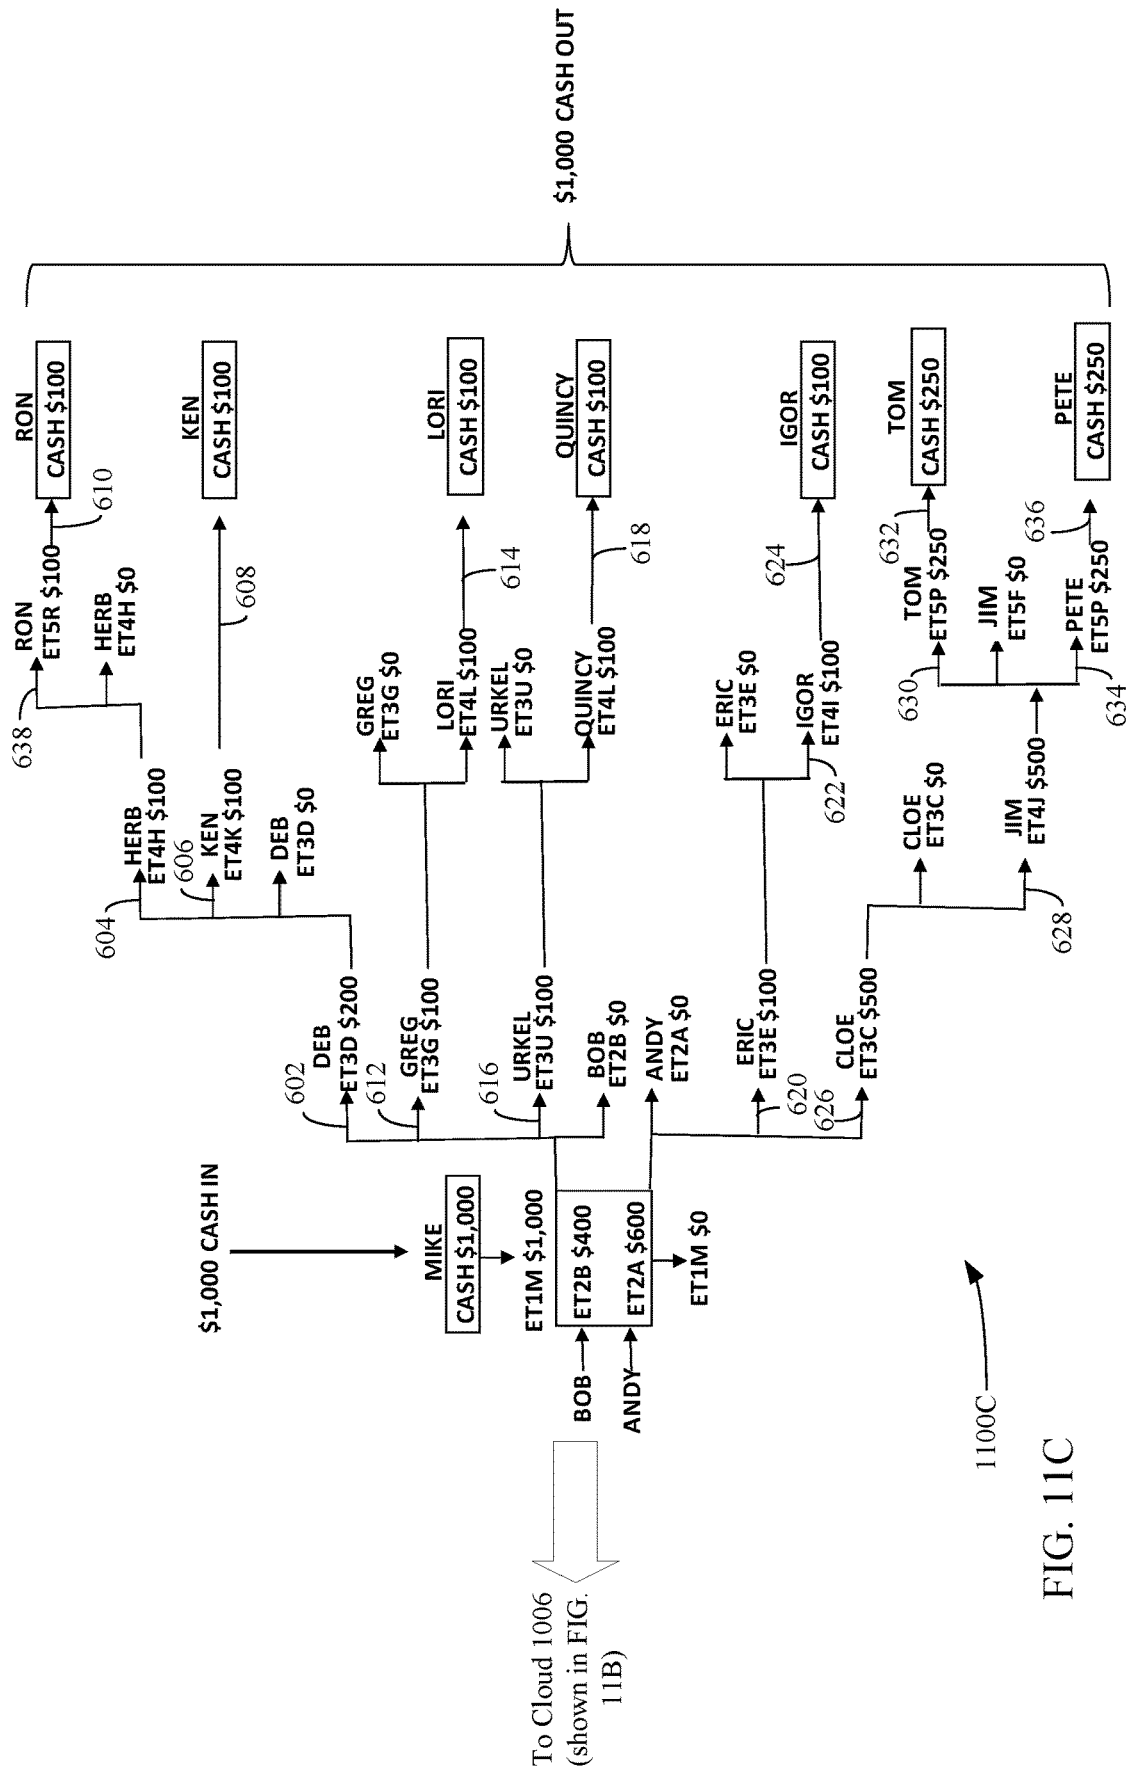 $1,000 CASH IN
MIKE
CASH $1,000
ET1M $1,000
BOB
ET2B $400
ANDY
ET2A $600
ET1M $0
To Cloud 1006
(shown in FIG.
11B)
602
DEB
ET3D $200
612
GREG
ET3G $100
616
URKEL
ET3U $100
BOB
ET2B $0
ANDY
ET2A $0
620
ERIC
ET3E $100
626
CLOE
ET3C $500
604
HERB
ET4H $100
606
KEN
ET4K $100
DEB
ET3D $0
638
RON
ET5R $100
HERB
ET4H $0
610
RON
CASH $100
608
KEN
CASH $100
GREG
ET3G $0
LORI
ET4L $100
614
LORI
CASH $100
URKEL
ET3U $0
QUINCY
ET4L $100
618
QUINCY
CASH $100
ERIC
ET3E $0
622
IGOR
ET4I $100
624
IGOR
CASH $100
CLOE
ET3C $0
628
JIM
ET4J $500
630
TOM
ET5P $250
632
TOM
CASH $250
JIM
ET5F $0
634
PETE
ET5P $250
636
PETE
CASH $250
$1,000 CASH OUT
1100C
FIG. 11C